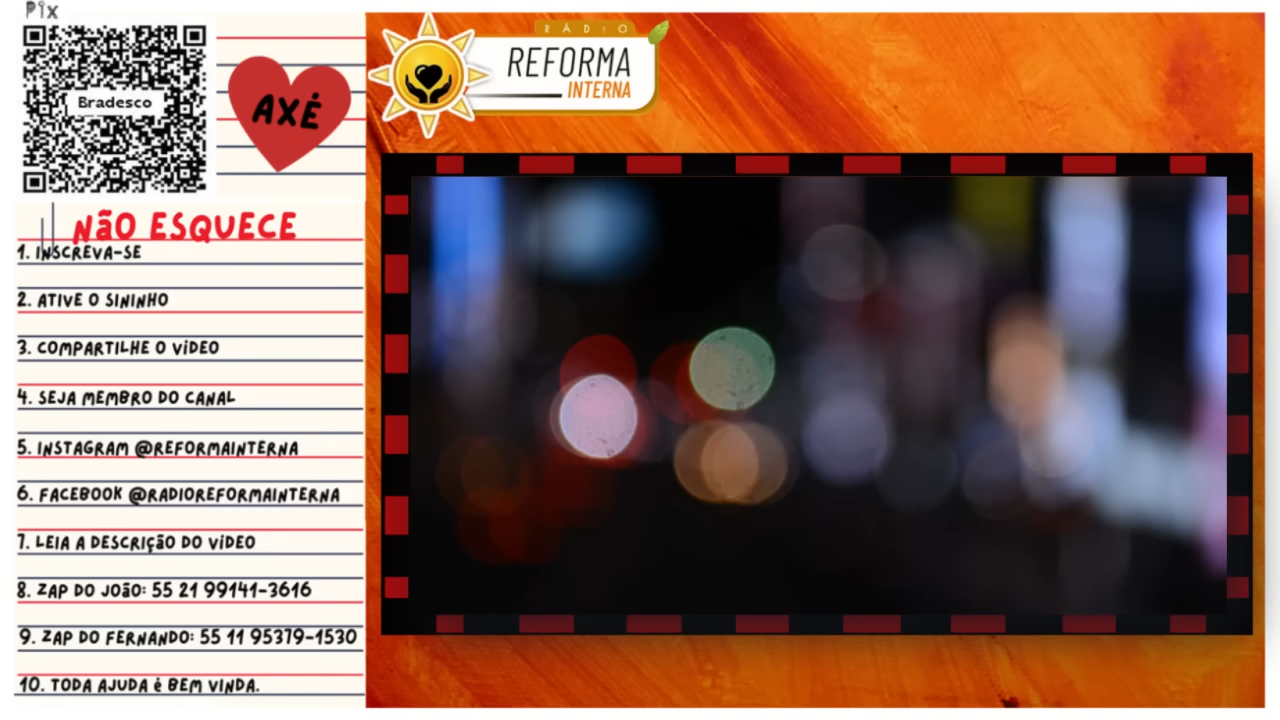 Pix
Bradesco
AXÉ
RÁDIO
REFORMA
INTERNA
NÃO ESQUECE
1. INSCREVA-SE
2. ATIVE O SININHO
3. COMPARTILHE O VÍDEO
4. SEJA MEMBRO DO CANAL
5. INSTAGRAM @REFORMAINTERNA
6. FACEBOOK @RADIOREFORMAINTERNA
7. LEIA A DESCRIÇÃO DO VÍDEO
8. ZAP DO JOÃO: 55 21 99141-3616
9. ZAP DO FERNANDO: 55 11 95379-1530
10. TODA AJUDA É BEM VINDA.